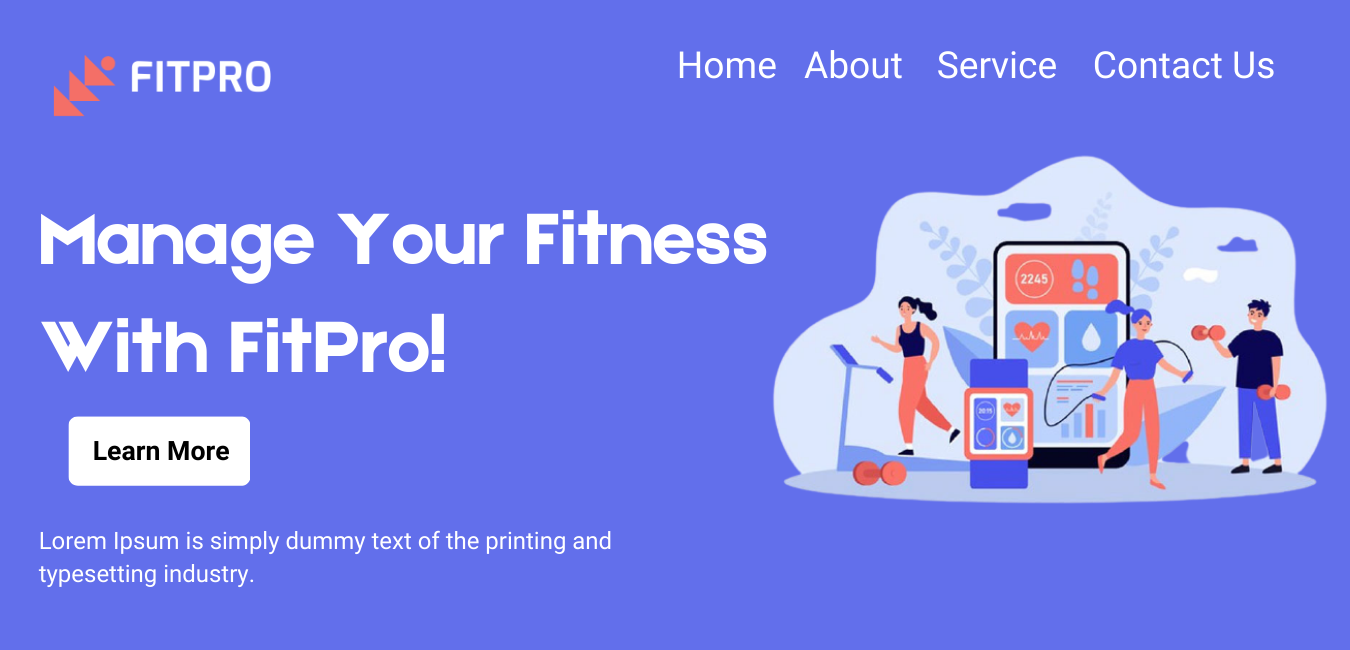 FITPRO
Home About Service Contact Us
Manage Your Fitness
With FitPro!
2245
20:15
Learn More
Lorem Ipsum is simply dummy text of the printing and
typesetting industry.